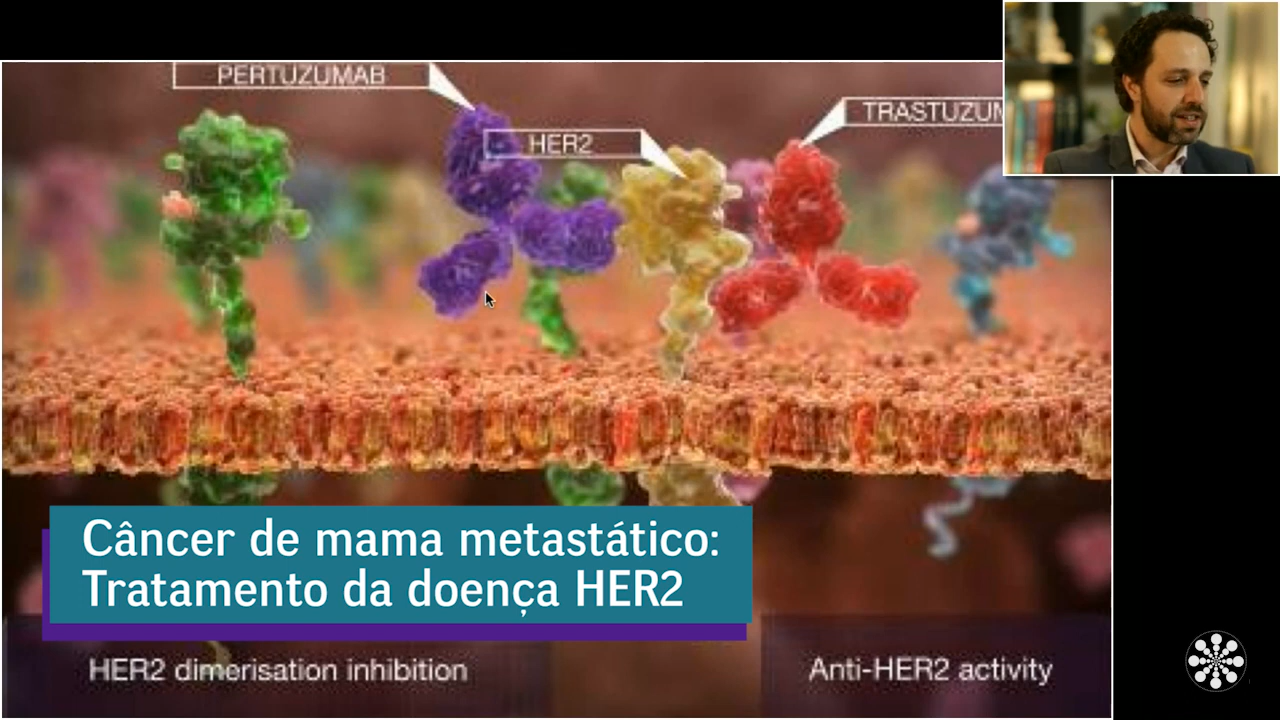 PERTUZUMAB
HER2
Câncer de mama metastático:
Tratamento da doença HER2
HER2 dimerisation inhibition
Anti-HER2 activity